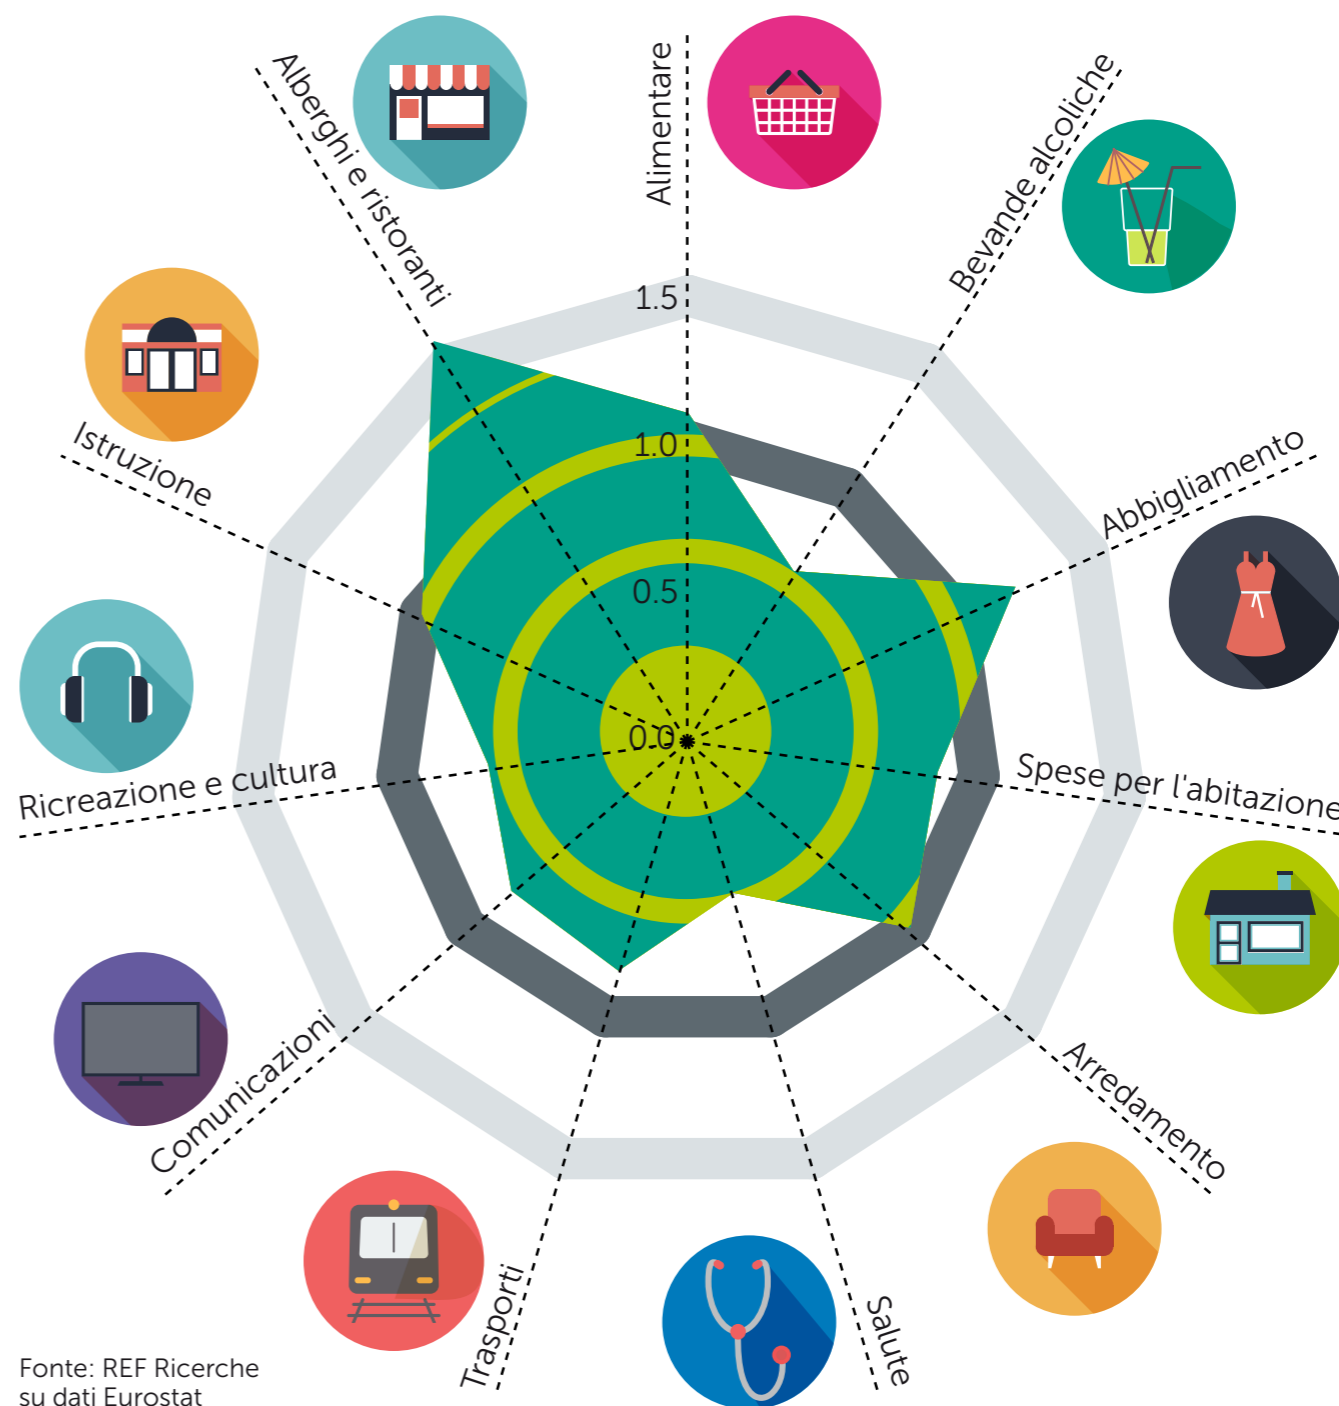 Alimentare
Bevande alcoliche
Abbigliamento
Spese per l'abitazione
Arredamento
Salute
Trasporti
Comunicazioni
Ricreazione e cultura
Istruzione
Alberghi e ristoranti
1.5
1.0
0.5
0.0
Fonte: REF Ricerche
su dati Eurostat